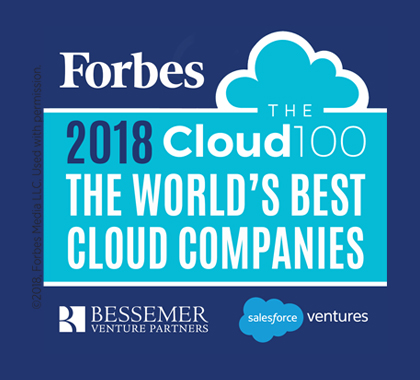 Forbes
THE
2018 Cloud100
THE WORLD'S BEST
CLOUD COMPANIES
©2018, Forbes Media LLC. Used with permission
BESSEMER
VENTURE PARTNERS
salesforce ventures